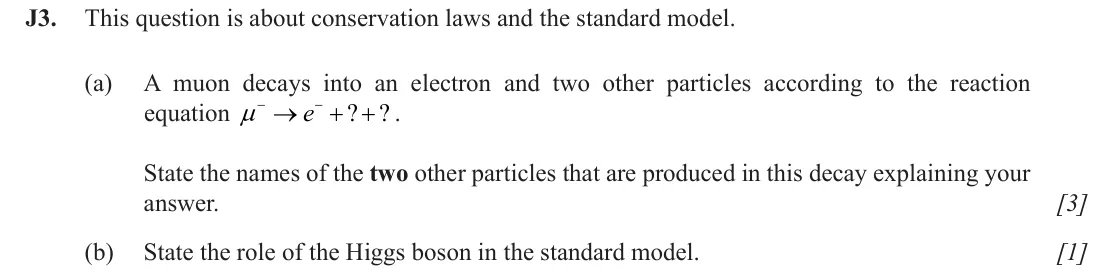 J3. This question is about conservation laws and the standard model.
(a) A muon decays into an electron and two other particles according to the reaction
equation μ⁻ → e⁻ + ? + ? .
State the names of the two other particles that are produced in this decay explaining your
answer. [3]
(b) State the role of the Higgs boson in the standard model. [1]